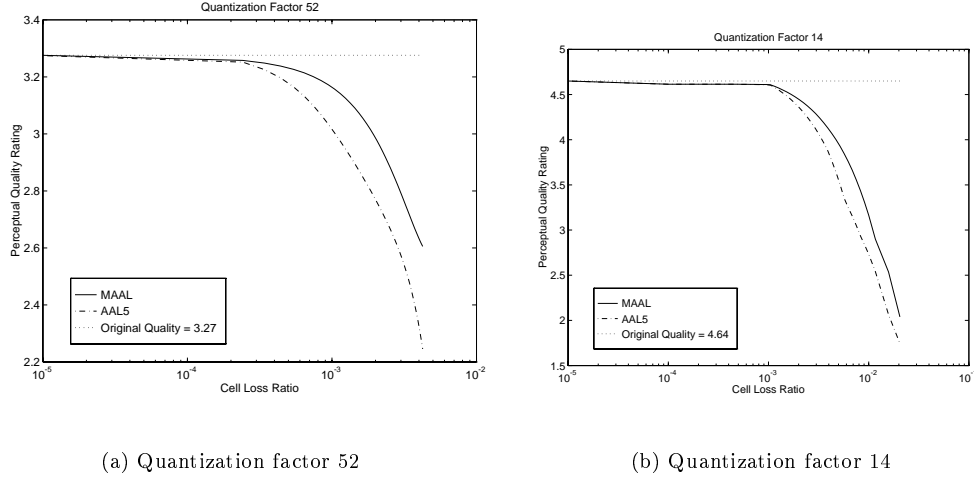 Quantization Factor 52
3.4
3.2
3
2.8
2.6
2.4
2.2
Perceptual Quality Rating
MAAL
AAL5
Original Quality = 3.27
10^-5
10^-4
10^-3
10^-2
Cell Loss Ratio
Quantization Factor 14
5
4.5
4
3.5
3
2.5
2
1.5
Perceptual Quality Rating
MAAL
AAL5
Original Quality = 4.64
10^-5
10^-4
10^-3
10^-2
10^-
Cell Loss Ratio
(a) Quantization factor 52
(b) Quantization factor 14